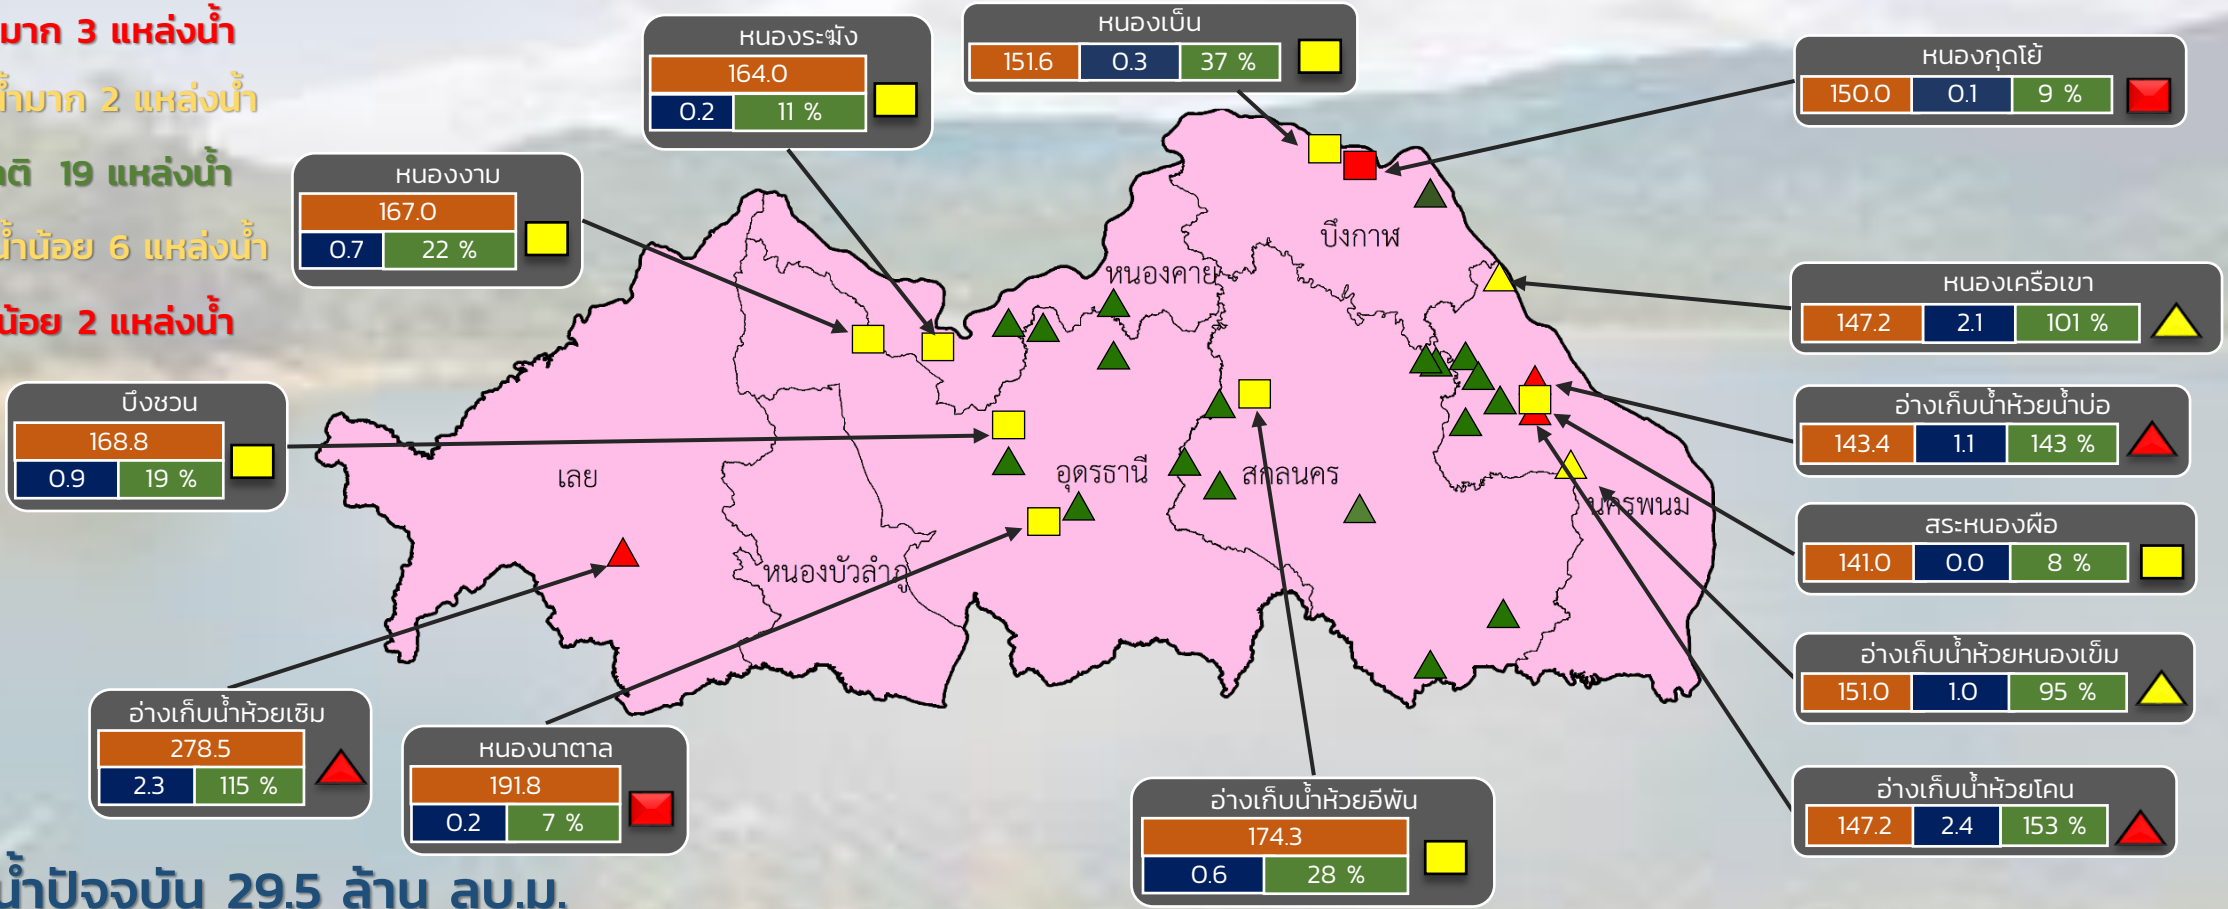 มาก 3 แหล่งน้ำ
น้ำมาก 2 แหล่งน้ำ
19 แหล่งน้ำ
น้ำน้อย 6 แหล่งน้ำ
น้อย 2 แหล่งน้ำ
หนองระฆัง
164.0
0.2 11 %
หนองเบ็น
151.6 0.3 37 %
หนองกุดโย้
150.0 0.1 9 %
หนองงาม
167.0
0.7 22 %
บึงกาฬ
หนองคาย
หนองเครือเขา
147.2 2.1 101 %
บึงชวน
168.8
0.9 19 %
อ่างเก็บน้ำห้วยน้ำบ่อ
143.4 1.1 143 %
เลย
อุดรธานี
สกลนคร
นครพนม
หนองบัวลำภู
สระหนองผือ
141.0 0.0 8 %
อ่างเก็บน้ำห้วยหนองเข็ม
151.0 1.0 95 %
อ่างเก็บน้ำห้วยเซิม
278.5
2.3 115 %
หนองนาตาล
191.8
0.2 7 %
อ่างเก็บน้ำห้วยอีพัน
174.3
0.6 28 %
อ่างเก็บน้ำห้วยโคน
147.2 2.4 153 %
น้ำปัจจุบัน 29.5 ล้าน ลบ.ม.